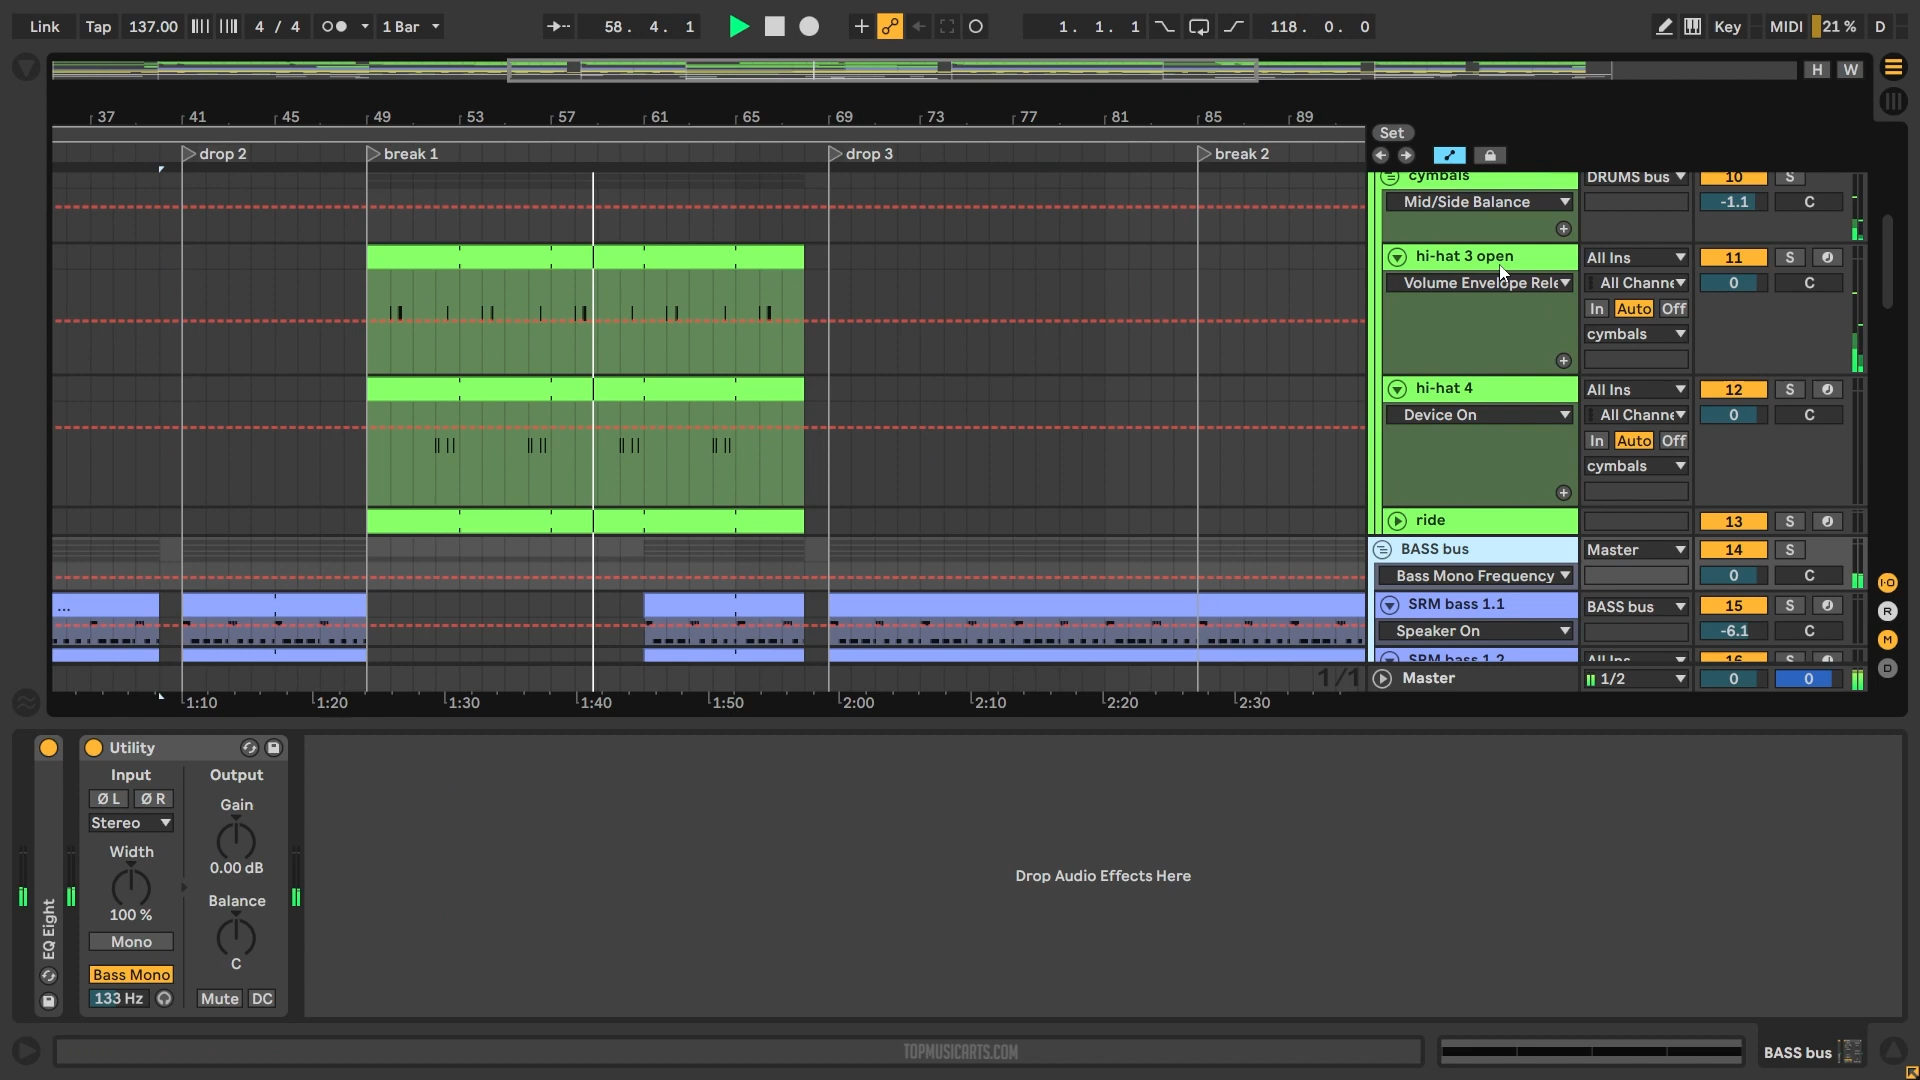 Link Tap 137.00 4 / 4 1 Bar 58. 4. 1 1. 1. 1 118. 0. 0 Key MIDI 21 % D
H W
37 41 45 49 53 57 61 65 69 73 77 81 85 89
Set
drop 2 break 1 drop 3 break 2
cymbals DRUMS bus 10 S
Mid/Side Balance -1.1 C
hi-hat 3 open All Ins 11 S
Volume Envelope Rele All Channe 0 C
In Auto Off
cymbals
hi-hat 4 All Ins 12 S
Device On All Channe 0 C
In Auto Off
cymbals
ride 13 S
BASS bus Master 14 S
Bass Mono Frequency 0 C
... SRM bass 1.1 BASS bus 15 S
Speaker On -6.1 C
SRM bass 1.2 All Ins 16 S
1/1 Master 1/2 0 0
1:10 1:20 1:30 1:40 1:50 2:00 2:10 2:20 2:30
I·O
R
M
D
Utility
Input Output
Ø L Ø R
Gain
Stereo
Width
0.00 dB
Balance
100 %
Mono
C
Bass Mono
133 Hz Mute DC
EQ Eight
Drop Audio Effects Here
TOPMUSICARTS.COM
BASS bus